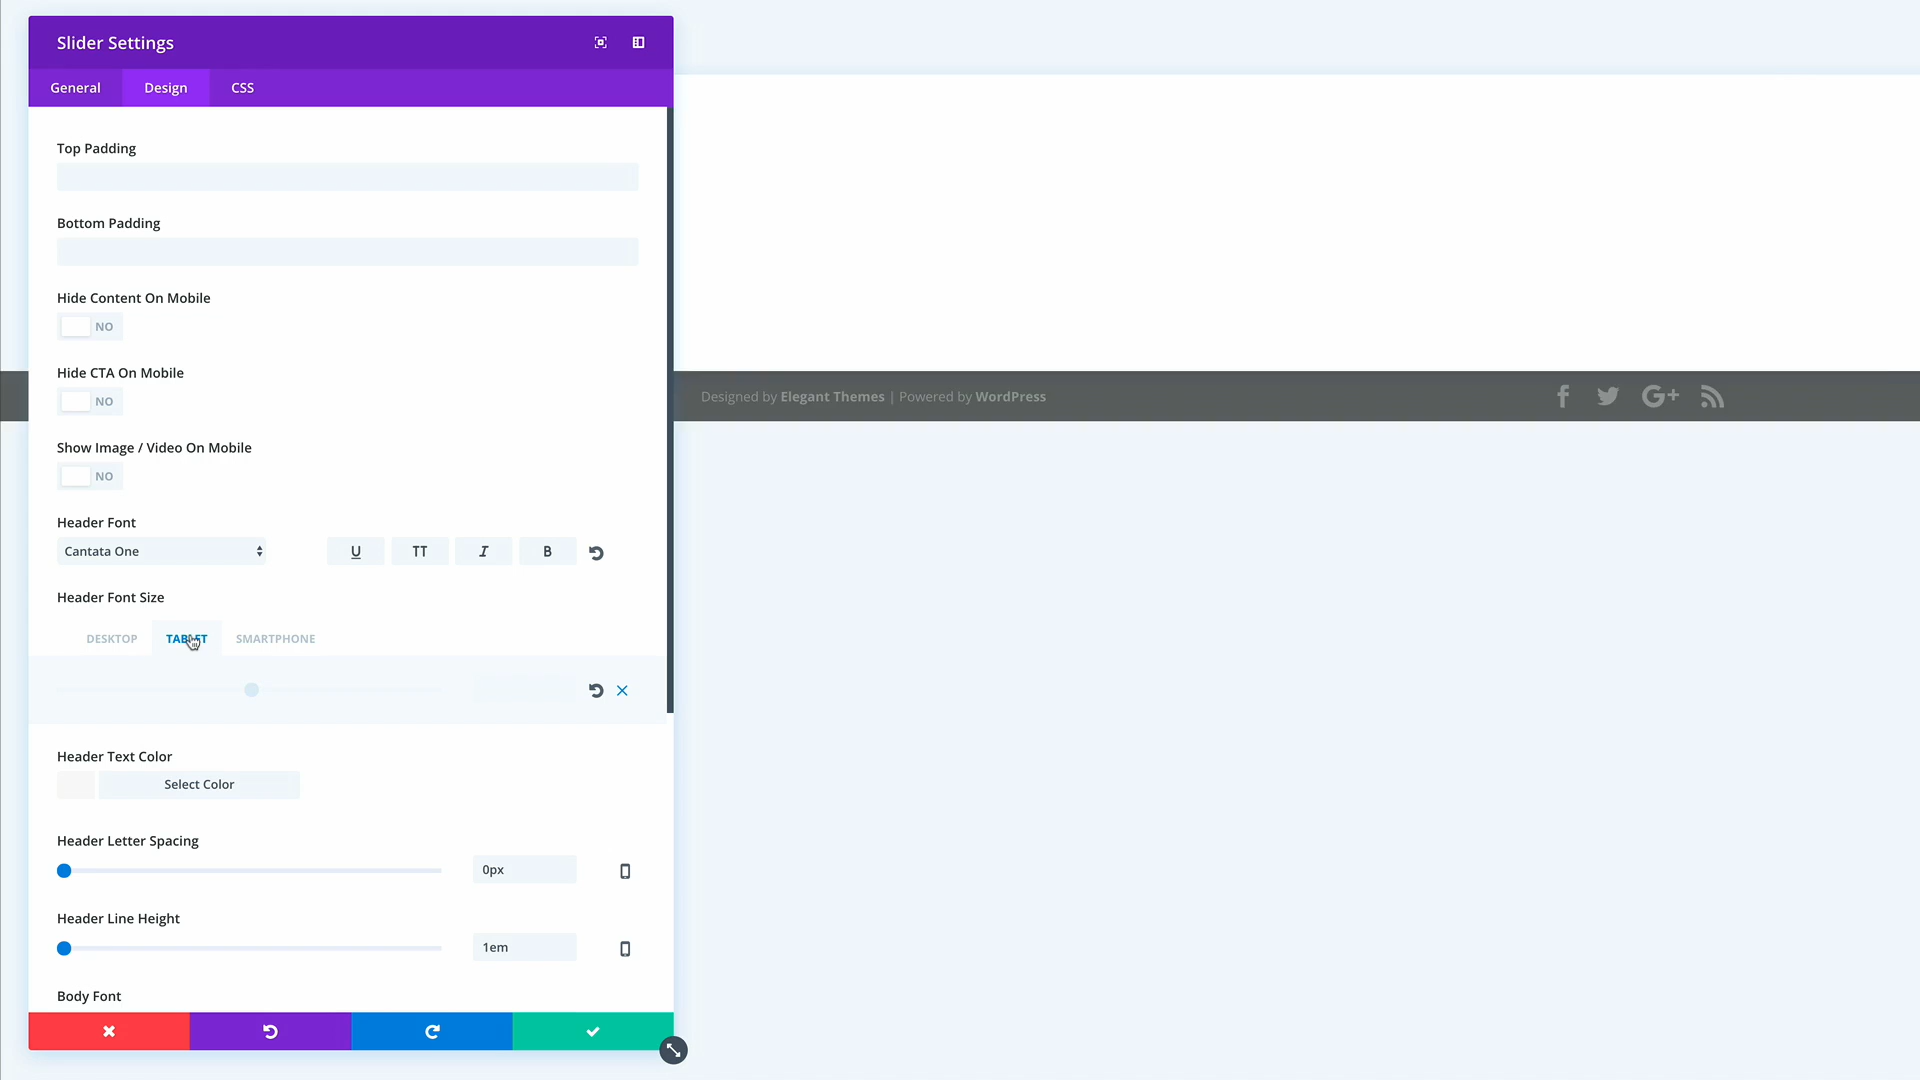 Slider Settings
General Design CSS
Top Padding
Bottom Padding
Hide Content On Mobile
NO
Hide CTA On Mobile
NO
Show Image / Video On Mobile
NO
Header Font
Cantata One U TT I B
Header Font Size
DESKTOP TABLET SMARTPHONE
Header Text Color
Select Color
Header Letter Spacing
0px
Header Line Height
1em
Body Font
Designed by Elegant Themes | Powered by WordPress